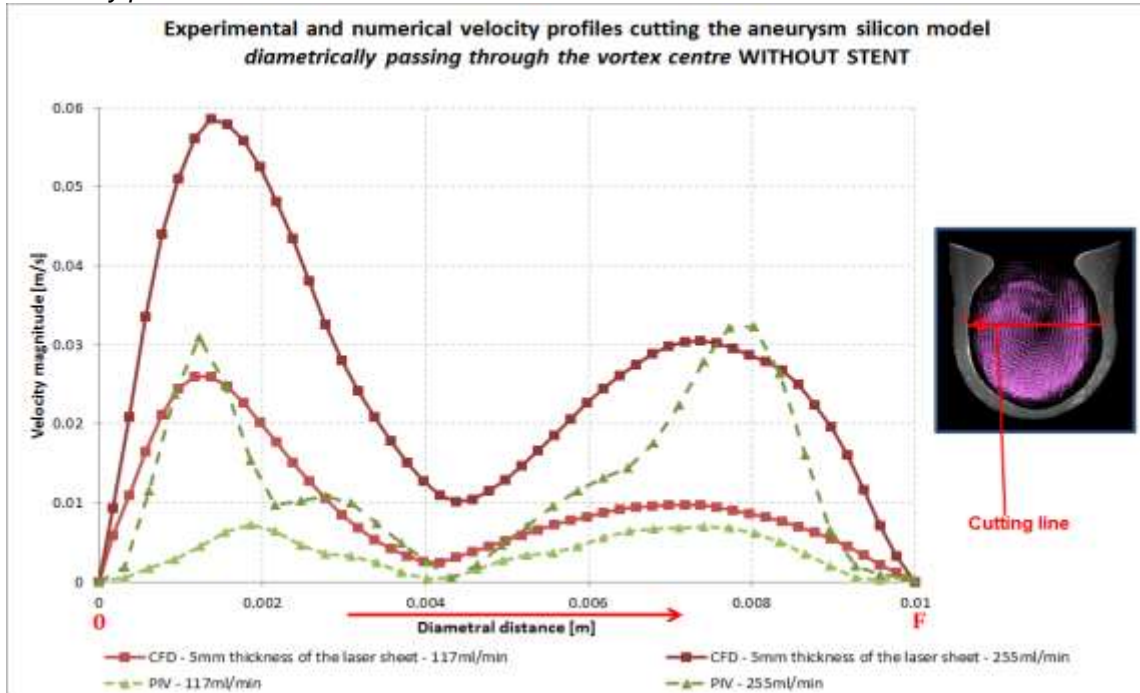 Experimental and numerical velocity profiles cutting the aneurysm silicon model
diametrically passing through the vortex centre WITHOUT STENT
0.06
0.05
0.04
0.03
0.02
0.01
0
Velocity magnitude [m/s]
0
0.002
0.004
0.006
0.008
0.01
0
Diametral distance [m]
F
Cutting line
CFD - 5mm thickness of the laser sheet - 117ml/min
CFD - 5mm thickness of the laser sheet - 255ml/min
PIV - 117ml/min
PIV - 255ml/min